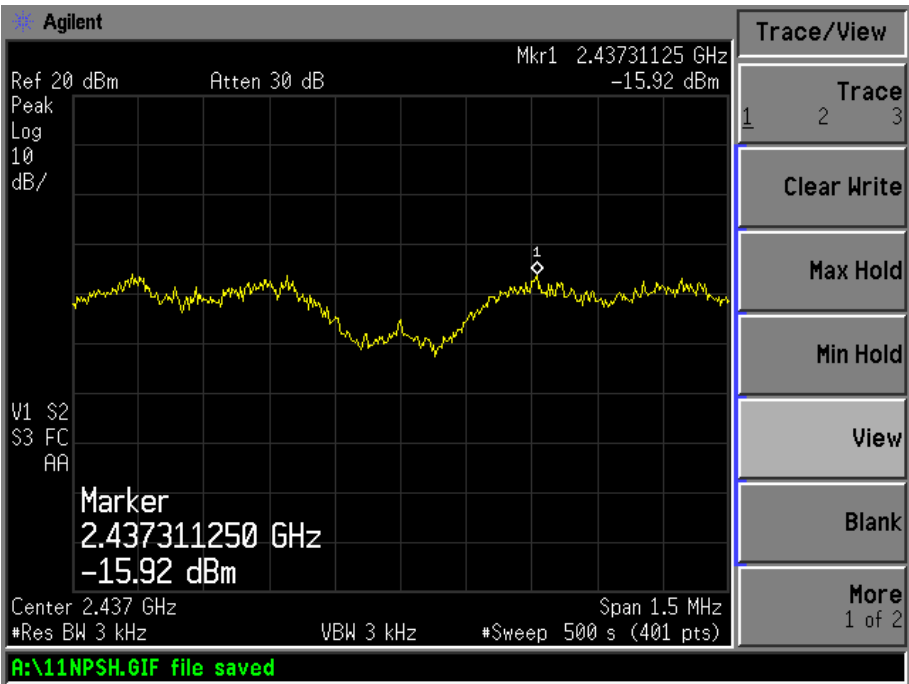 Agilent
Mkr1 2.43731125 GHz
Ref 20 dBm Atten 30 dB -15.92 dBm
Peak
Log
10
dB/
1
V1 S2
S3 FC
AA
Marker
2.437311250 GHz
-15.92 dBm
Center 2.437 GHz Span 1.5 MHz
#Res BW 3 kHz VBW 3 kHz #Sweep 500 s (401 pts)
A:\11NPSH.GIF file saved
Trace/View
Trace
1 2 3
Clear Write
Max Hold
Min Hold
View
Blank
More
1 of 2